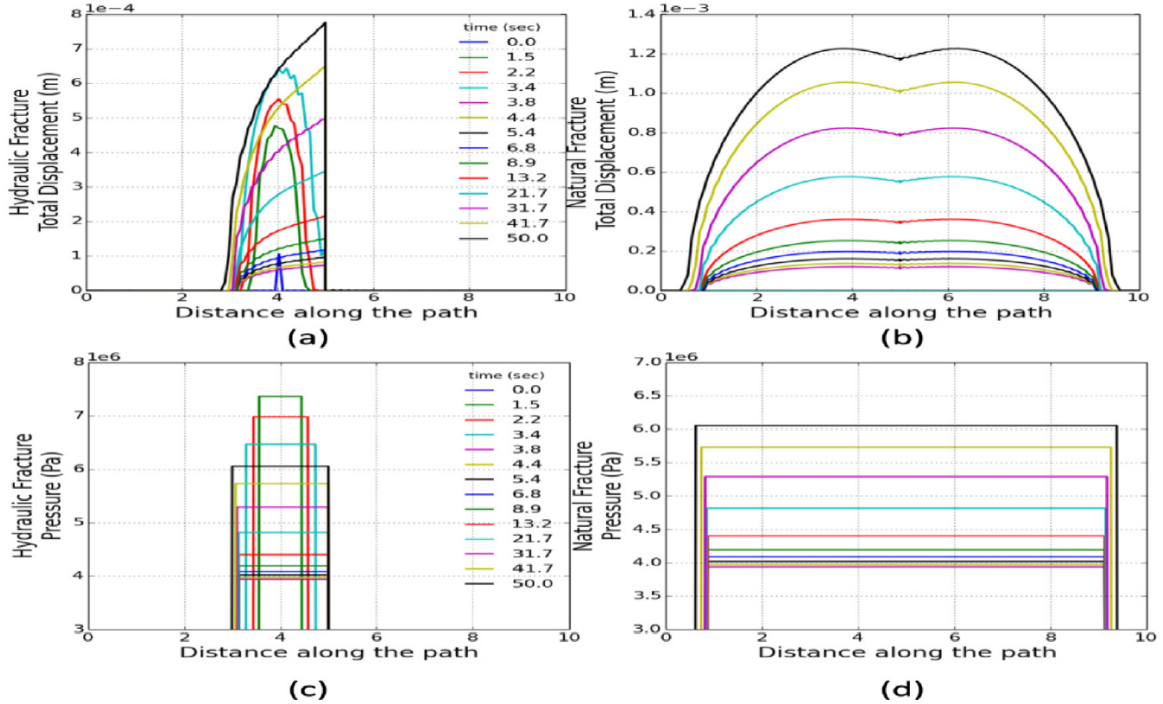 8 1e−4
7
6
5
4
3
2
1
0
0 2 4 6 8 10
Hydraulic Fracture
Total Displacement (m)
Distance along the path
time (sec)
0.0
1.5
2.2
3.4
3.8
4.4
5.4
6.8
8.9
13.2
21.7
31.7
41.7
50.0
(a)
1.4 1e−3
1.2
1.0
0.8
0.6
0.4
0.2
0.0
0 2 4 6 8 10
Natural Fracture
Total Displacement (m)
Distance along the path
(b)
8 1e6
7
6
5
4
3
0 2 4 6 8 10
Hydraulic Fracture
Pressure (Pa)
Distance along the path
time (sec)
0.0
1.5
2.2
3.4
3.8
4.4
5.4
6.8
8.9
13.2
21.7
31.7
41.7
50.0
(c)
7.0 1e6
6.5
6.0
5.5
5.0
4.5
4.0
3.5
3.0
0 2 4 6 8 10
Natural Fracture
Pressure (Pa)
Distance along the path
(d)